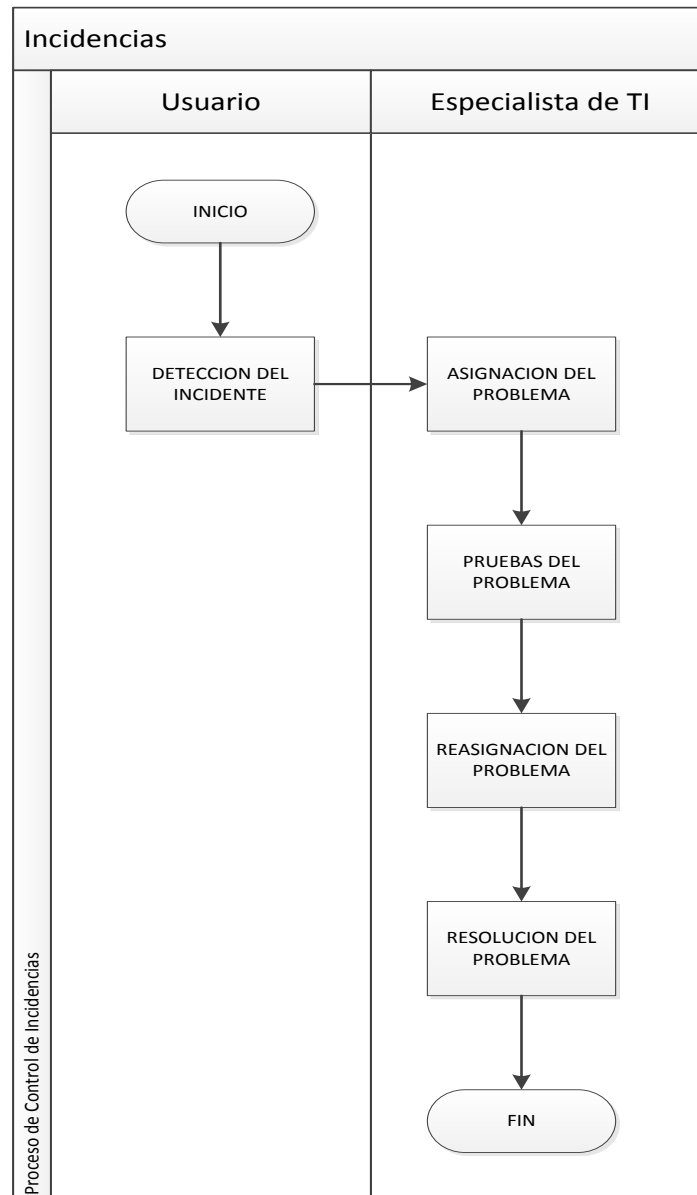 Incidencias
Usuario
Especialista de TI
INICIO
DETECCION DEL
INCIDENTE
ASIGNACION DEL
PROBLEMA
PRUEBAS DEL
PROBLEMA
REASIGNACION DEL
PROBLEMA
RESOLUCION DEL
PROBLEMA
FIN
Proceso de Control de Incidencias